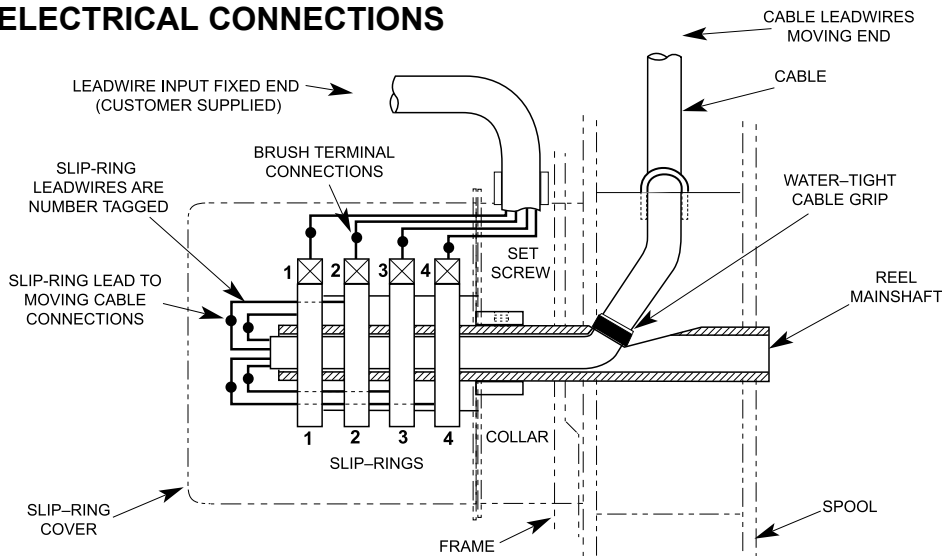 ELECTRICAL CONNECTIONS
CABLE LEADWIRES
MOVING END
LEADWIRE INPUT FIXED END
(CUSTOMER SUPPLIED)
CABLE
BRUSH TERMINAL
CONNECTIONS
SLIP-RING
LEADWIRES ARE
NUMBER TAGGED
WATER–TIGHT
CABLE GRIP
SET
SCREW
1 2 3 4
SLIP-RING LEAD TO
MOVING CABLE
CONNECTIONS
REEL
MAINSHAFT
1 2 3 4
COLLAR
SLIP–RINGS
SLIP–RING
COVER
SPOOL
FRAME